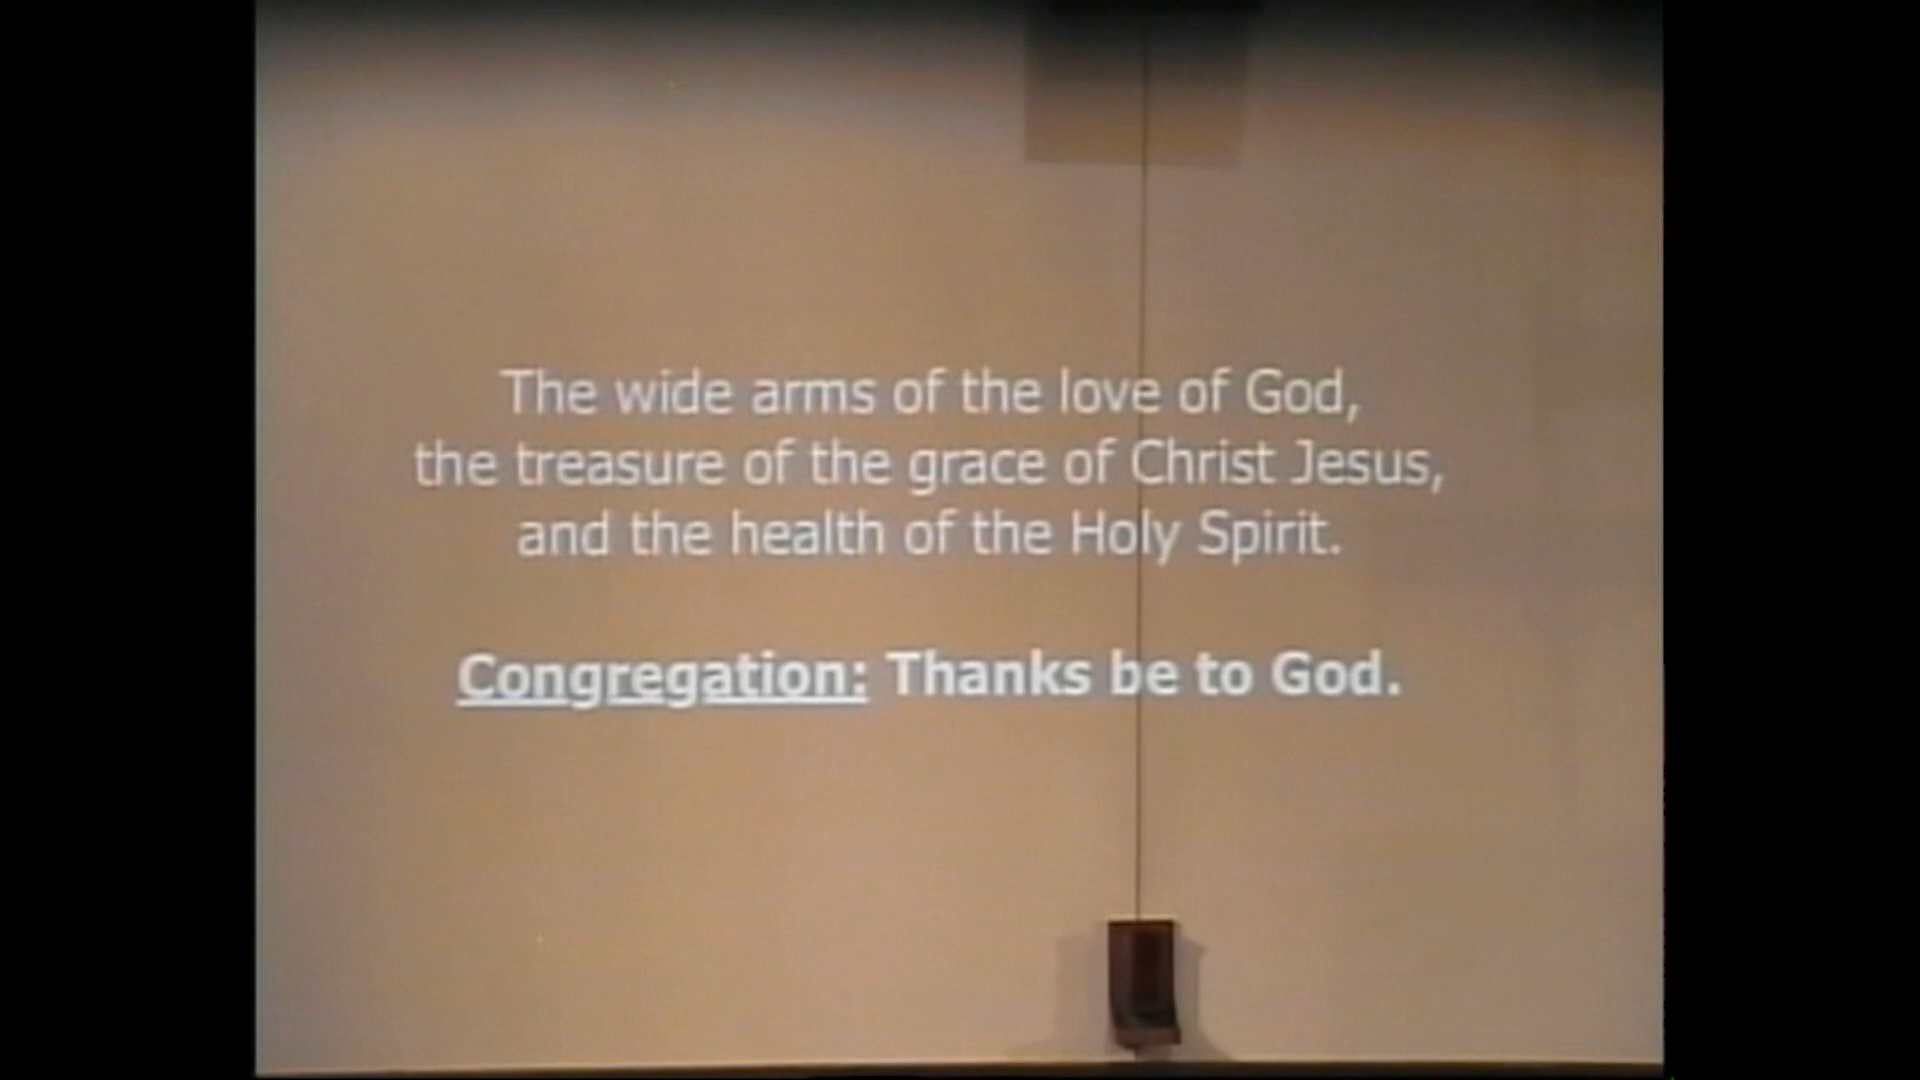 The wide arms of the love of God,
the treasure of the grace of Christ Jesus,
and the health of the Holy Spirit.
Congregation: Thanks be to God.